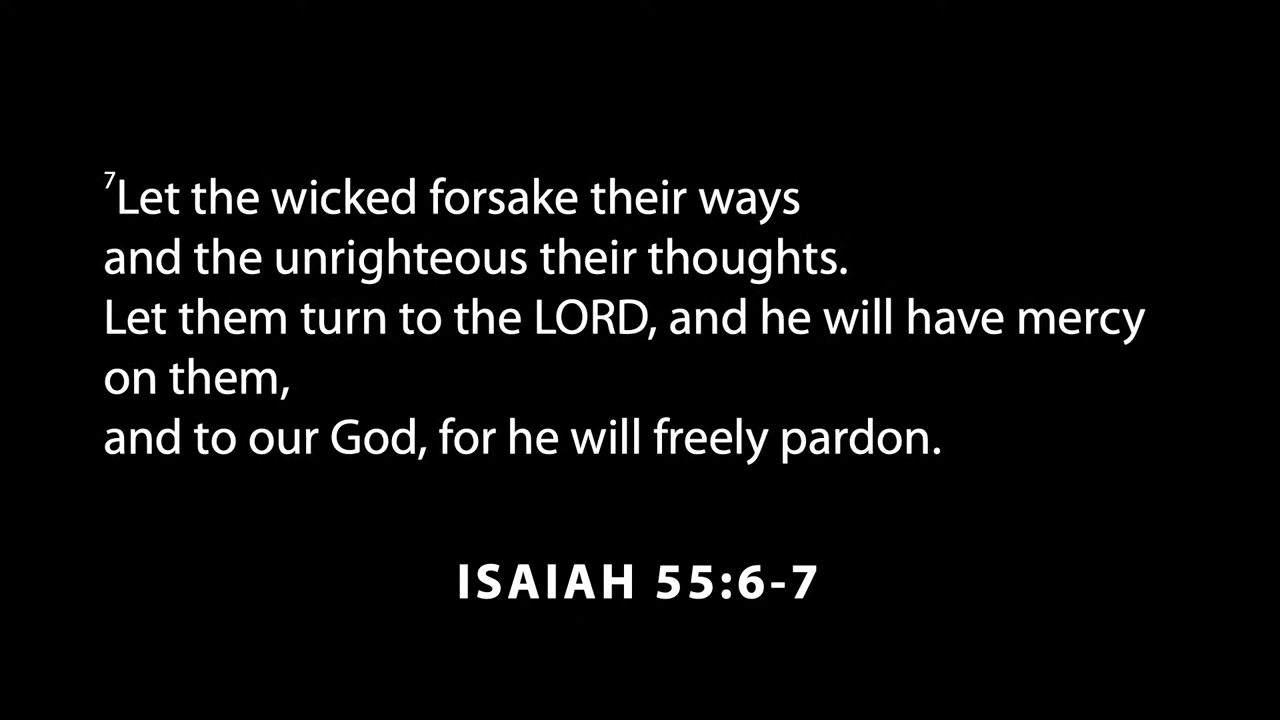 ⁷Let the wicked forsake their ways
and the unrighteous their thoughts.
Let them turn to the LORD, and he will have mercy
on them,
and to our God, for he will freely pardon.
ISAIAH 55:6-7